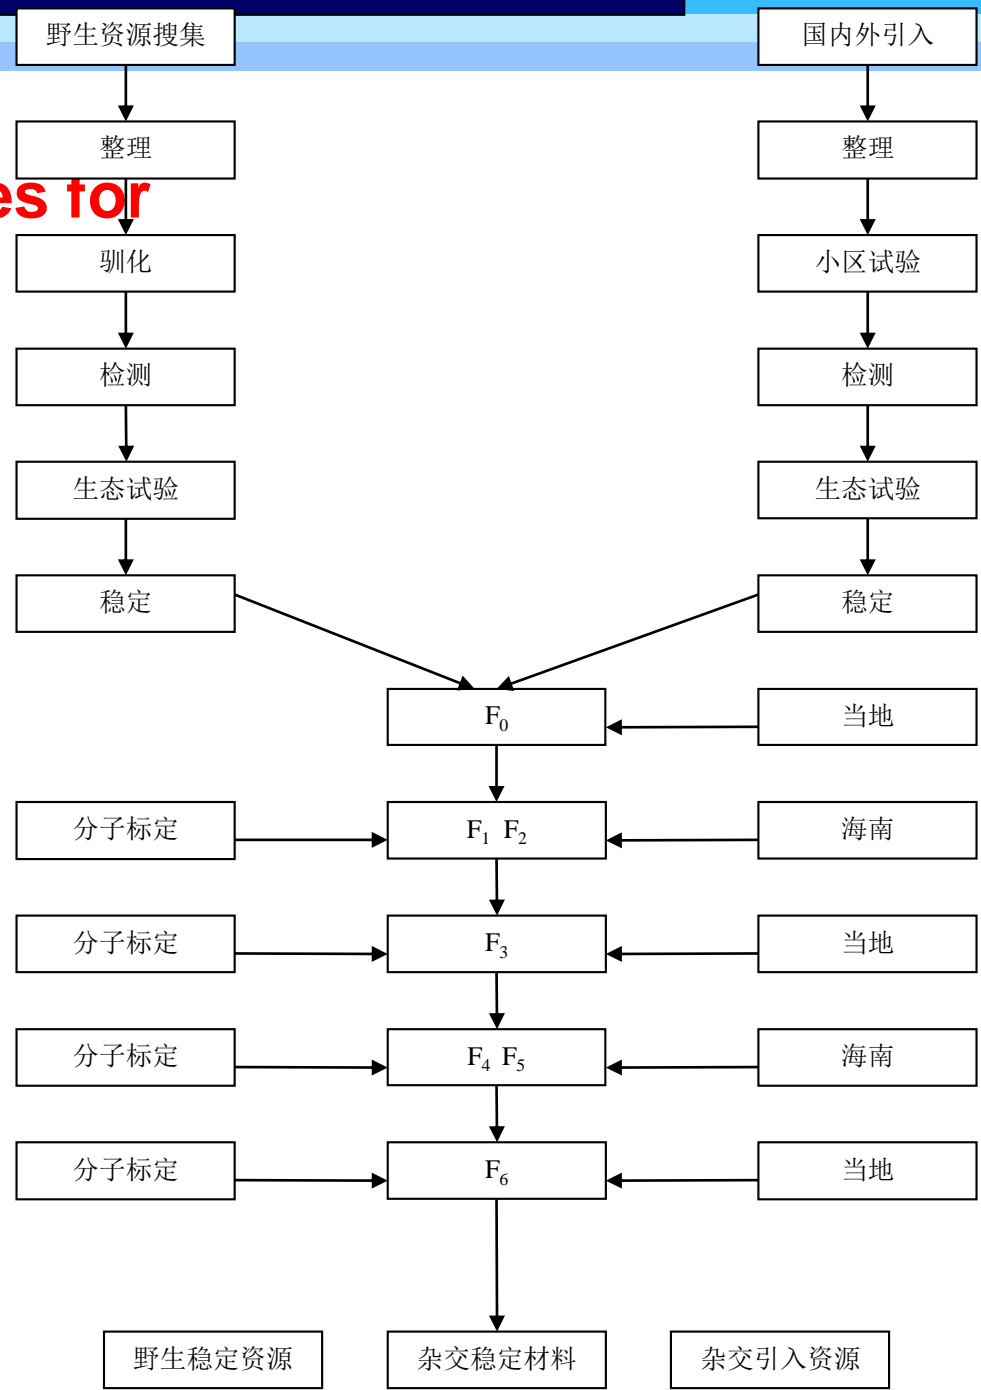 野生资源搜集 国内外引入
整理 整理
es for
驯化 小区试验
检测 检测
生态试验 生态试验
稳定 稳定
F₀ 当地
分子标定 F₁ F₂ 海南
分子标定 F₃ 当地
分子标定 F₄ F₅ 海南
分子标定 F₆ 当地
野生稳定资源 杂交稳定材料 杂交引入资源